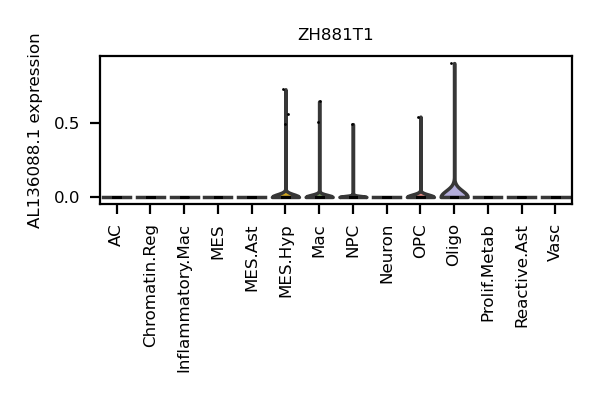 ZH881T1
AL136088.1 expression
0.5
0.0
AC
Chromatin.Reg
Inflammatory.Mac
MES
MES.Ast
MES.Hyp
Mac
NPC
Neuron
OPC
Oligo
Prolif.Metab
Reactive.Ast
Vasc